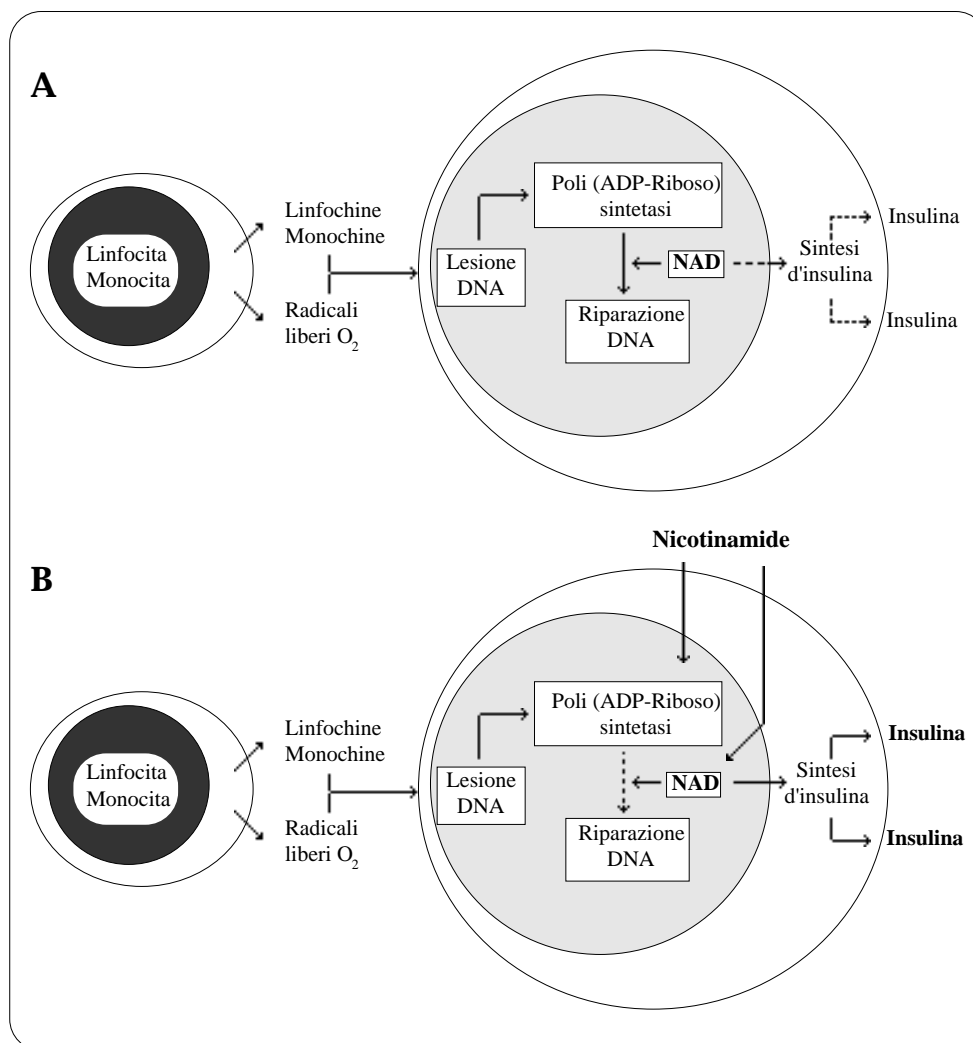 A
Linfocita
Monocita
Linfochine
Monochine
Radicali
liberi O2
Lesione
DNA
Poli (ADP-Riboso)
sintetasi
NAD
Riparazione
DNA
Sintesi
d'insulina
Insulina
Insulina
Nicotinamide
B
Linfocita
Monocita
Linfochine
Monochine
Radicali
liberi O2
Lesione
DNA
Poli (ADP-Riboso)
sintetasi
NAD
Riparazione
DNA
Sintesi
d'insulina
Insulina
Insulina